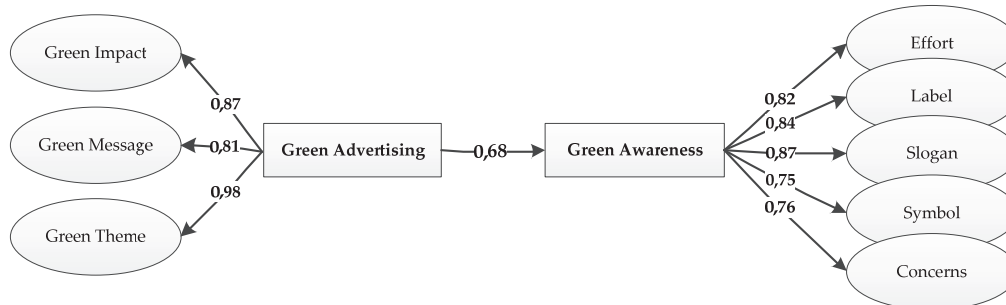 Green Impact
Green Message
Green Theme
0,87
0,81
0,98
Green Advertising
0,68
Green Awareness
0,82
0,84
0,87
0,75
0,76
Effort
Label
Slogan
Symbol
Concerns